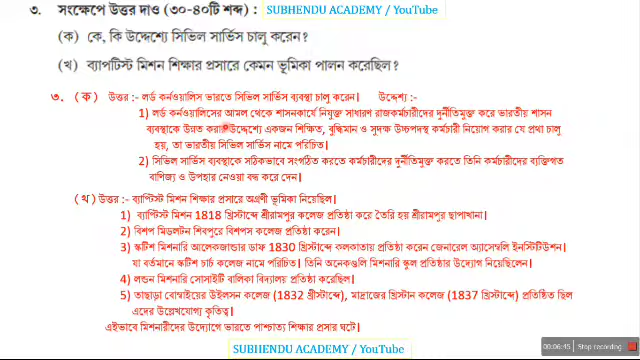 SUBHENDU ACADEMY / YouTube
৩. সংক্ষেপে উত্তর দাও (৩০-৪০টি শব্দ) :
(ক) কে, কি উদ্দেশ্যে সিভিল সার্ভিস চালু করেন?
(খ) ব্যাপটিস্ট মিশন শিক্ষার প্রসারে কেমন ভূমিকা পালন করেছিল?
৩. (ক) উত্তর :- লর্ড কর্নওয়ালিস ভারতে সিভিল সার্ভিস ব্যবস্থা চালু করেন। উদ্দেশ্য :-
1) লর্ড কর্নওয়ালিসের আমল থেকে শাসনকার্যে নিযুক্ত সাধারণ রাজকর্মচারীদের দুর্নীতিমুক্ত করে ভারতীয় শাসন
ব্যবস্থাকে উন্নত করার উদ্দেশ্যে একজন শিক্ষিত, বুদ্ধিমান ও সুদক্ষ উচ্চপদস্থ কর্মচারী নিয়োগ করার যে প্রথা চালু
হয়, তা ভারতীয় সিভিল সার্ভিস নামে পরিচিত।
2) সিভিল সার্ভিস ব্যবস্থাকে সঠিকভাবে সংগঠিত করতে কর্মচারীদের দুর্নীতিমুক্ত করতে তিনি কর্মচারীদের ব্যক্তিগত
বাণিজ্য ও উপহার নেওয়া বন্ধ করে দেন।
(খ) উত্তর :- ব্যাপ্টিস্ট মিশন শিক্ষার প্রসারে অগ্রণী ভূমিকা নিয়েছিল।
1) ব্যাপ্টিস্ট মিশন 1818 খ্রিস্টাব্দে শ্রীরামপুর কলেজ প্রতিষ্ঠা করে তৈরি হয় শ্রীরামপুর ছাপাখানা।
2) বিশপ মিডলটন শিবপুরে বিশপস কলেজ প্রতিষ্ঠা করেন।
3) স্কটিশ মিশনারি আলেকজান্ডার ডাফ 1830 খ্রিস্টাব্দে কলকাতায় প্রতিষ্ঠা করেন জেনারেল অ্যাসেম্বলি ইনস্টিটিউশন।
যা বর্তমানে স্কটিশ চার্চ কলেজ নামে পরিচিত। তিনি অনেকগুলি মিশনারি স্কুল প্রতিষ্ঠার উদ্যোগ নিয়েছিলেন।
4) লন্ডন মিশনারি সোসাইটি বালিকা বিদ্যালয় প্রতিষ্ঠা করেছিল।
5) তাছাড়া বোম্বাইয়ের উইলসন কলেজ (1832 খ্রীস্টাব্দে), মাদ্রাজের খ্রিস্টান কলেজ (1837 খ্রিস্টাব্দে) প্রতিষ্ঠিত ছিল
এদের উল্লেখযোগ্য কৃতিত্ব।
এইভাবে মিশনারীদের উদ্যোগে ভারতে পাশ্চাত্য শিক্ষার প্রসার ঘটে।
SUBHENDU ACADEMY / YouTube
00:06:45 Stop recording